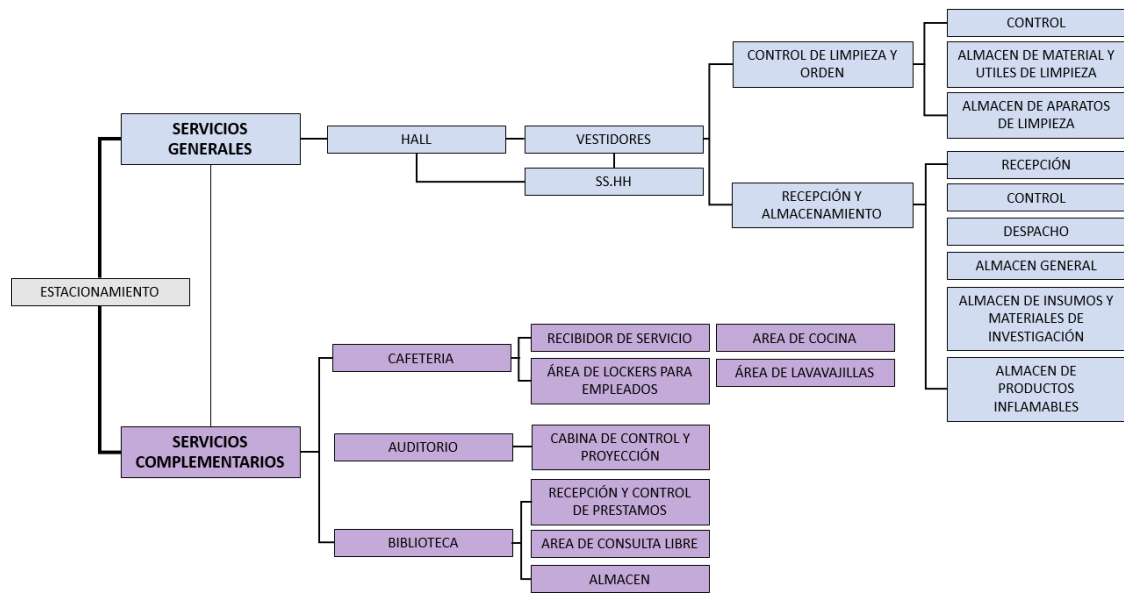 ESTACIONAMIENTO
SERVICIOS
GENERALES
HALL
VESTIDORES
SS.HH
CONTROL DE LIMPIEZA Y
ORDEN
CONTROL
ALMACEN DE MATERIAL Y
UTILES DE LIMPIEZA
ALMACEN DE APARATOS
DE LIMPIEZA
RECEPCIÓN Y
ALMACENAMIENTO
RECEPCIÓN
CONTROL
DESPACHO
ALMACEN GENERAL
ALMACEN DE INSUMOS Y
MATERIALES DE
INVESTIGACIÓN
ALMACEN DE
PRODUCTOS
INFLAMABLES
SERVICIOS
COMPLEMENTARIOS
CAFETERIA
RECIBIDOR DE SERVICIO
AREA DE COCINA
ÁREA DE LOCKERS PARA
EMPLEADOS
ÁREA DE LAVAVAJILLAS
AUDITORIO
CABINA DE CONTROL Y
PROYECCIÓN
BIBLIOTECA
RECEPCIÓN Y CONTROL
DE PRESTAMOS
AREA DE CONSULTA LIBRE
ALMACEN